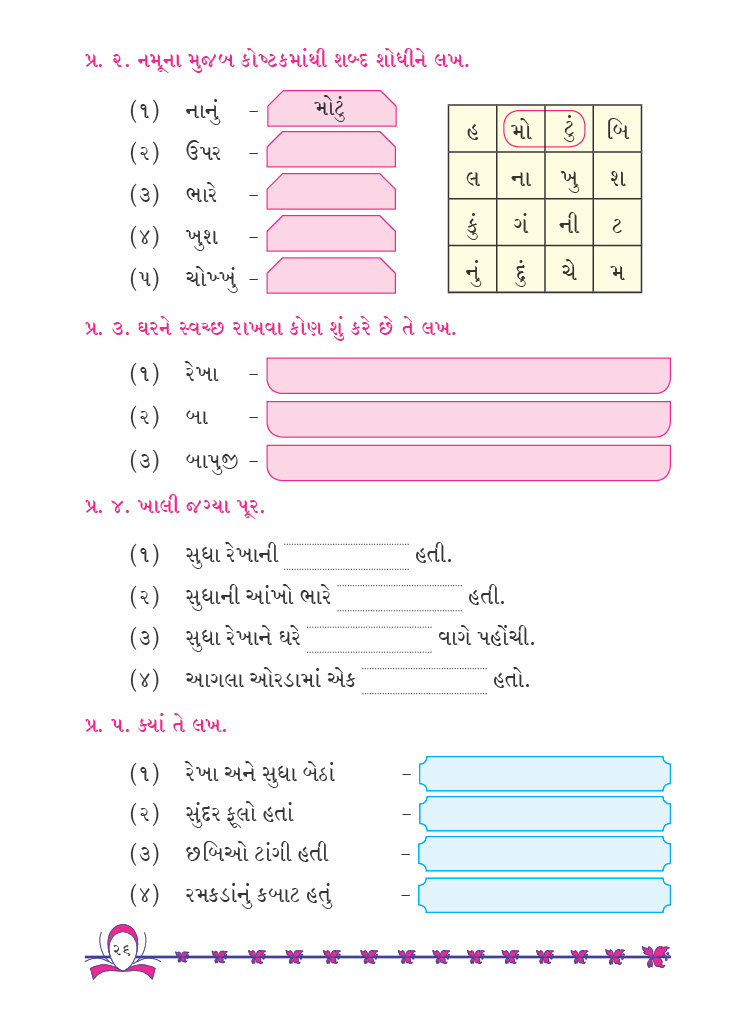 પ્ર. ૨. નમૂના મુજબ કોષ્ટકમાંથી શબ્દ શોધીને લખ.
(૧) નાનું – મોટું
(૨) ઉપર –
(૩) ભારે –
(૪) ખુશ –
(૫) ચોખ્ખું –
હ મો ટું બિ
લ ના ખુ શ
કું ગં ની ટ
નું દું ચે મ
પ્ર. ૩. ઘરને સ્વચ્છ રાખવા કોણ શું કરે છે તે લખ.
(૧) રેખા –
(૨) બા –
(૩) બાપુજી –
પ્ર. ૪. ખાલી જગ્યા પૂર.
(૧) સુધા રેખાની હતી.
(૨) સુધાની આંખો ભારે હતી.
(૩) સુધા રેખાને ઘરે વાગે પહોંચી.
(૪) આગલા ઓરડામાં એક હતો.
પ્ર. ૫. ક્યાં તે લખ.
(૧) રેખા અને સુધા બેઠાં –
(૨) સુંદર ફૂલો હતાં –
(૩) છબિઓ ટાંગી હતી –
(૪) રમકડાંનું કબાટ હતું –
૨૬